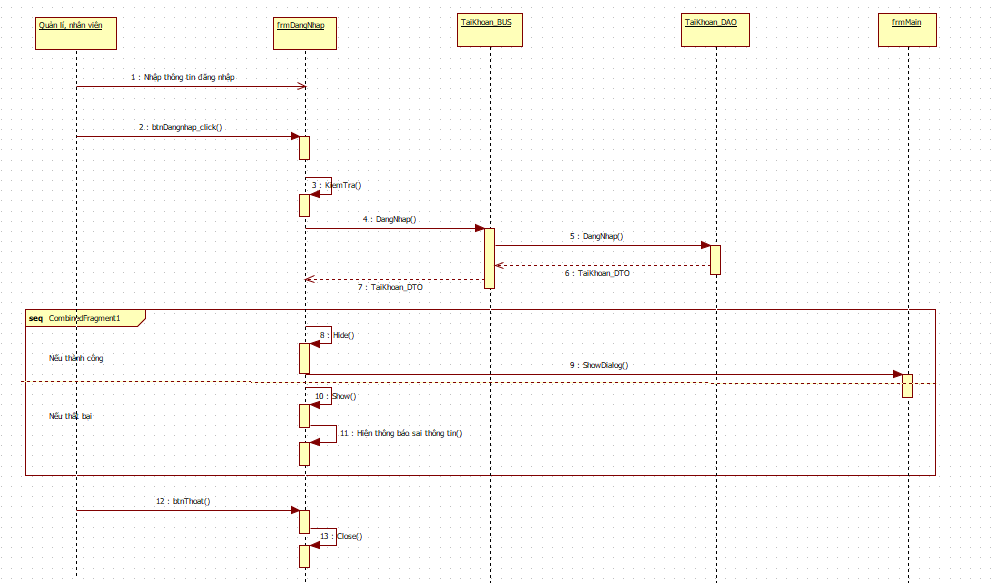 Quản lí, nhân viên
frmDangNhap
TaiKhoan_BUS
TaiKhoan_DAO
frmMain
1 : Nhập thông tin đăng nhập
2 : btnDangnhap_click()
3 : KiemTra()
4 : DangNhap()
5 : DangNhap()
6 : TaiKhoan_DTO
7 : TaiKhoan_DTO
seq CombinedFragment1
8 : Hide()
Nếu thành công
9 : ShowDialog()
10 : Show()
Nếu thất bai
11 : Hiên thông báo sai thông tin()
12 : btnThoat()
13 : Close()